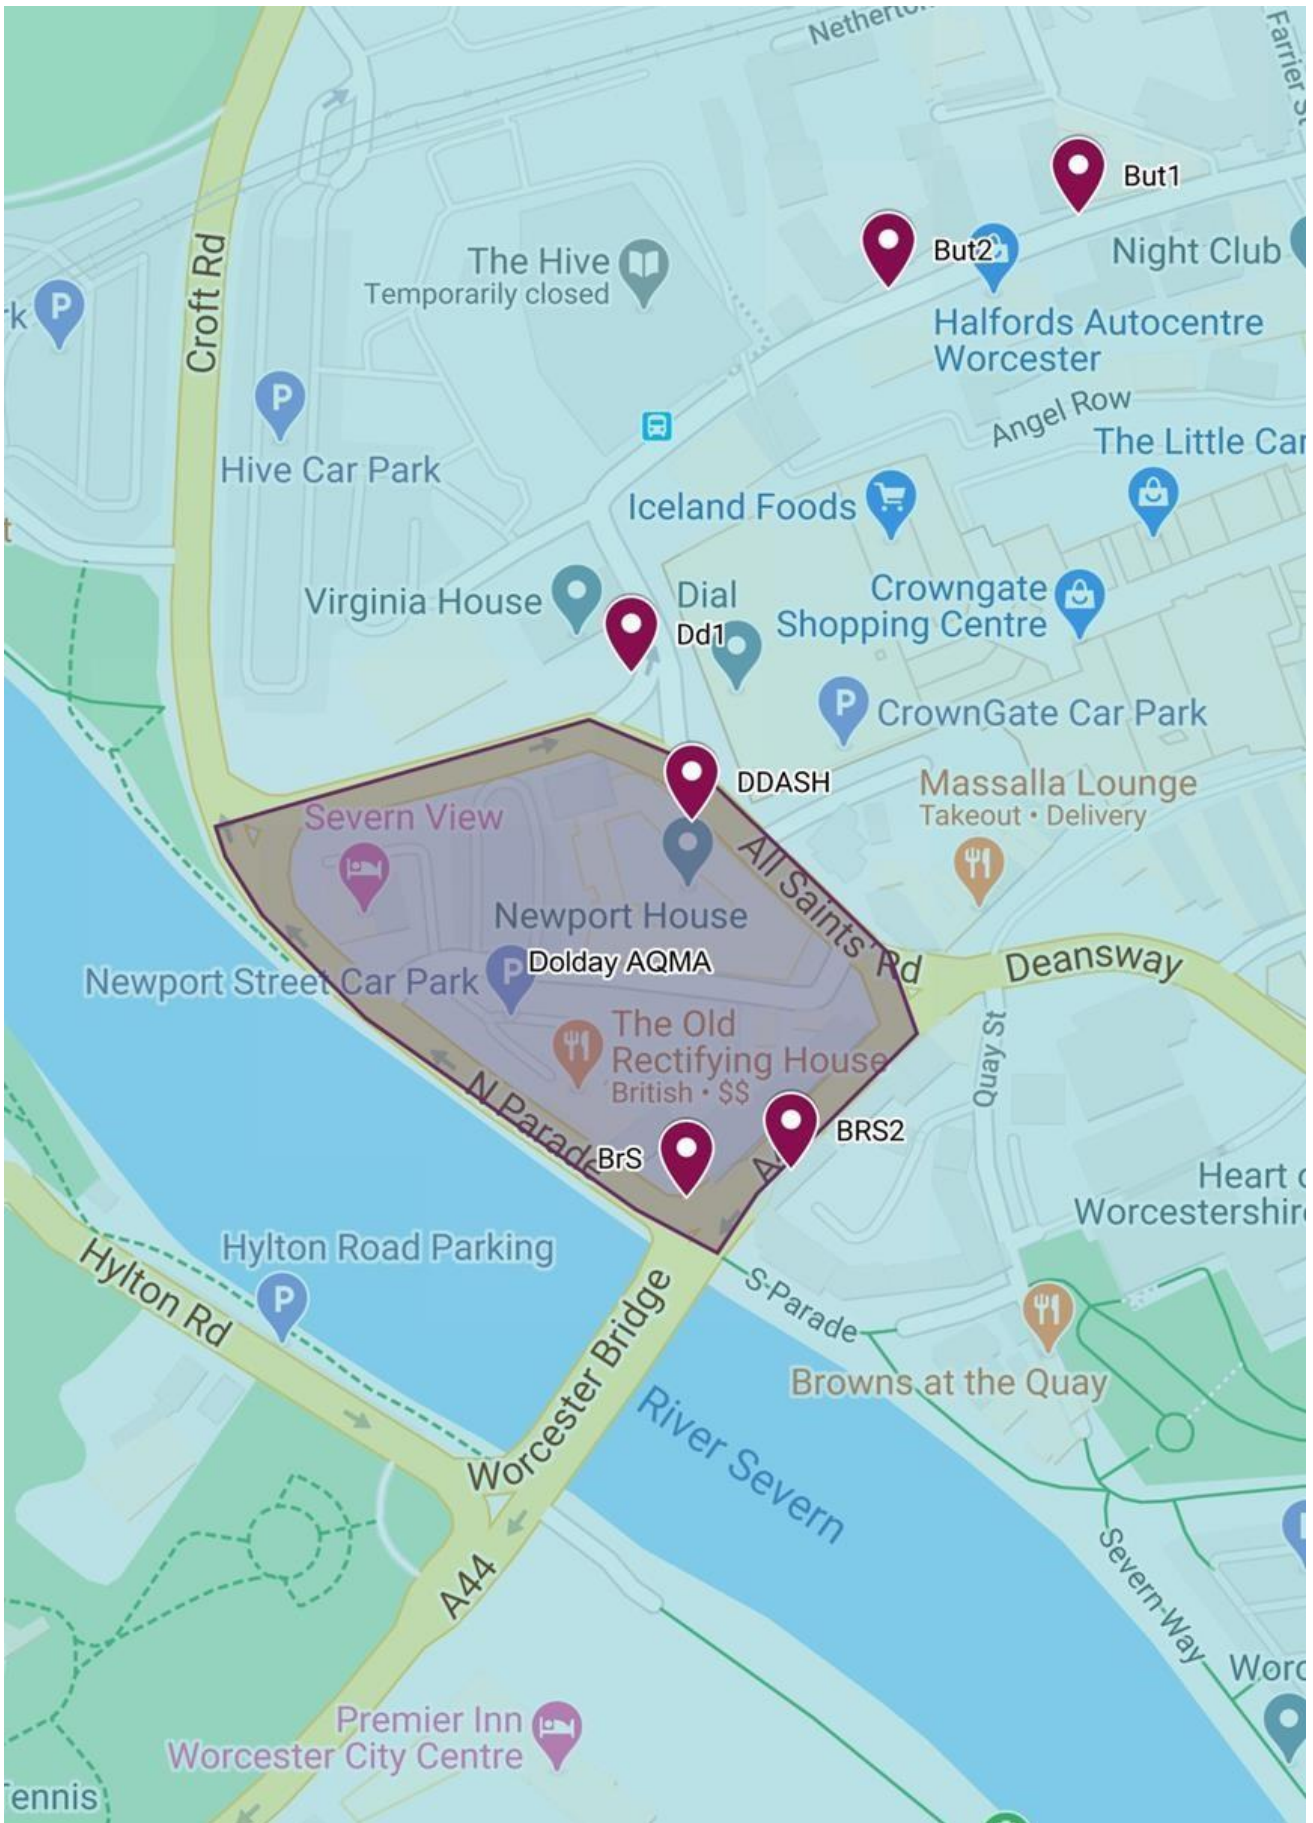 Netherton
Farrier St
But1
But2
Night Club
The Hive
Temporarily closed
Croft Rd
rk
P
Halfords Autocentre
Worcester
P
Angel Row
The Little Car
Hive Car Park
Iceland Foods
t
Virginia House
Dial
Dd1
Crowngate
Shopping Centre
P
CrownGate Car Park
DDASH
Massalla Lounge
Takeout • Delivery
Severn View
All Saints' Rd
Newport House
Dolday AQMA
Deansway
Newport Street Car Park
P
The Old
Rectifying House
British • $$
Quay St
N Parade
BrS
BRS2
A4
Heart o
Worcestershire
Hylton Road Parking
P
Hylton Rd
S-Parade
Worcester Bridge
Browns at the Quay
River Severn
A44
Severn-Way
Worc
Premier Inn
Worcester City Centre
Tennis